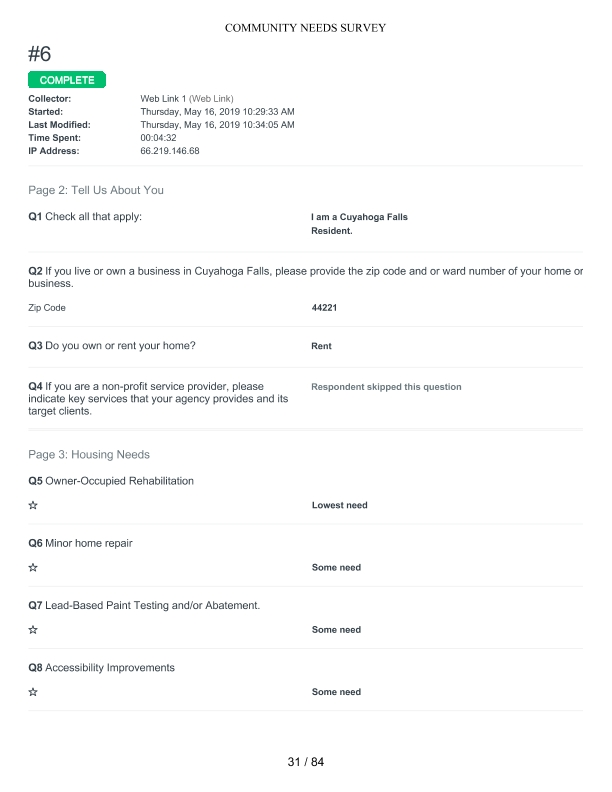 COMMUNITY NEEDS SURVEY
#6
COMPLETE
Collector: Web Link 1 (Web Link)
Started: Thursday, May 16, 2019 10:29:33 AM
Last Modified: Thursday, May 16, 2019 10:34:05 AM
Time Spent: 00:04:32
IP Address: 66.219.146.68
Page 2: Tell Us About You
Q1 Check all that apply: I am a Cuyahoga Falls
Resident.
Q2 If you live or own a business in Cuyahoga Falls, please provide the zip code and or ward number of your home or
business.
Zip Code 44221
Q3 Do you own or rent your home? Rent
Q4 If you are a non-profit service provider, please Respondent skipped this question
indicate key services that your agency provides and its
target clients.
Page 3: Housing Needs
Q5 Owner-Occupied Rehabilitation
☆ Lowest need
Q6 Minor home repair
☆ Some need
Q7 Lead-Based Paint Testing and/or Abatement.
☆ Some need
Q8 Accessibility Improvements
☆ Some need
31 / 84